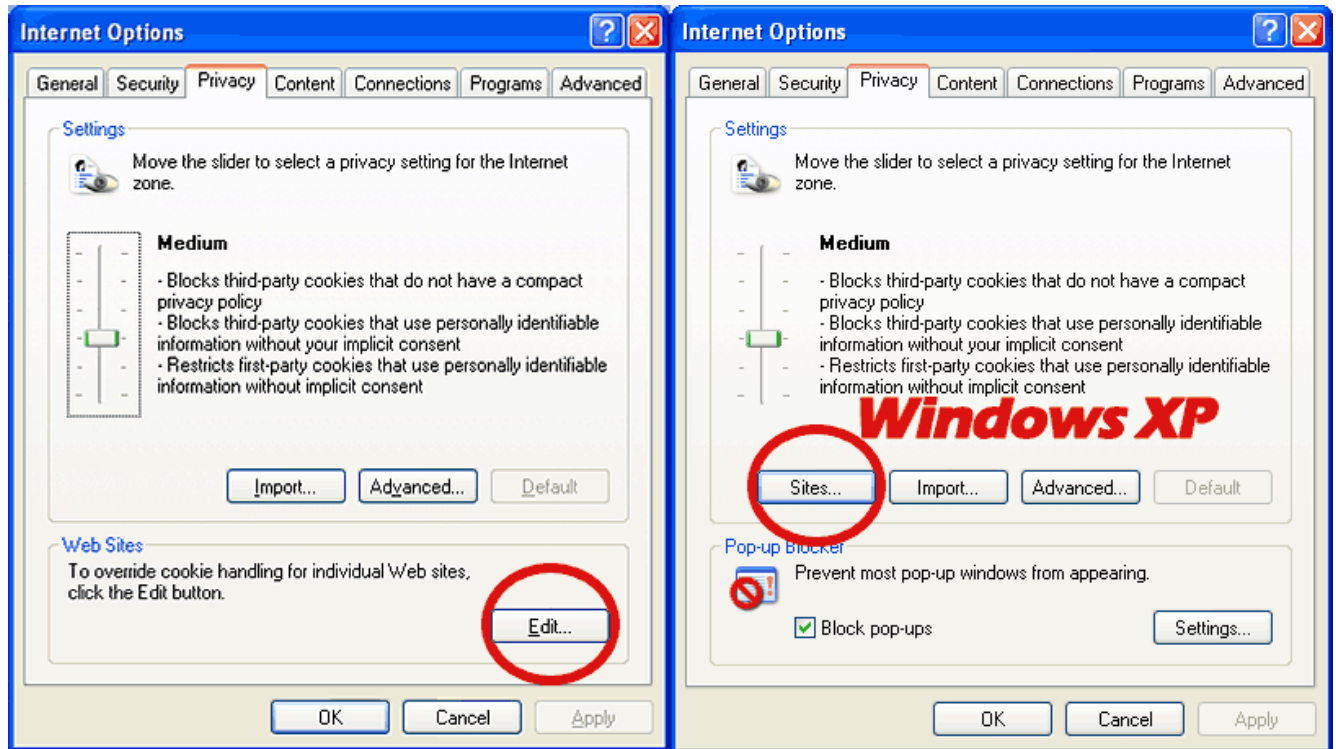 Internet Options
General Security Privacy Content Connections Programs Advanced
Settings
Move the slider to select a privacy setting for the Internet
zone.
Medium
- Blocks third-party cookies that do not have a compact
privacy policy
- Blocks third-party cookies that use personally identifiable
information without your implicit consent
- Restricts first-party cookies that use personally identifiable
information without implicit consent
Import... Advanced... Default
Web Sites
To override cookie handling for individual Web sites,
click the Edit button.
Edit...
OK Cancel Apply
Internet Options
General Security Privacy Content Connections Programs Advanced
Settings
Move the slider to select a privacy setting for the Internet
zone.
Medium
- Blocks third-party cookies that do not have a compact
privacy policy
- Blocks third-party cookies that use personally identifiable
information without your implicit consent
- Restricts first-party cookies that use personally identifiable
information without implicit consent
Windows XP
Sites... Import... Advanced... Default
Pop-up Blocker
Prevent most pop-up windows from appearing.
Block pop-ups Settings...
OK Cancel Apply